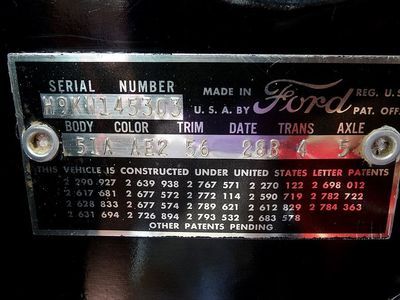 SERIAL NUMBER
MADE IN Ford REG. U.S.
H9KU145303 U.S.A. BY PAT. OFF.
BODY COLOR TRIM DATE TRANS AXLE
51A AE2 56 28B 4
THIS VEHICLE IS CONSTRUCTED UNDER UNITED STATES LETTER PATENTS
2 290 927 2 639 938 2 767 571 2 270 122 2 698 012
2 617 681 2 677 572 2 772 114 2 590 719 2 782 722
2 628 833 2 677 574 2 789 621 2 612 829 2 784 363
2 631 694 2 726 894 2 793 532 2 683 578
OTHER PATENTS PENDING